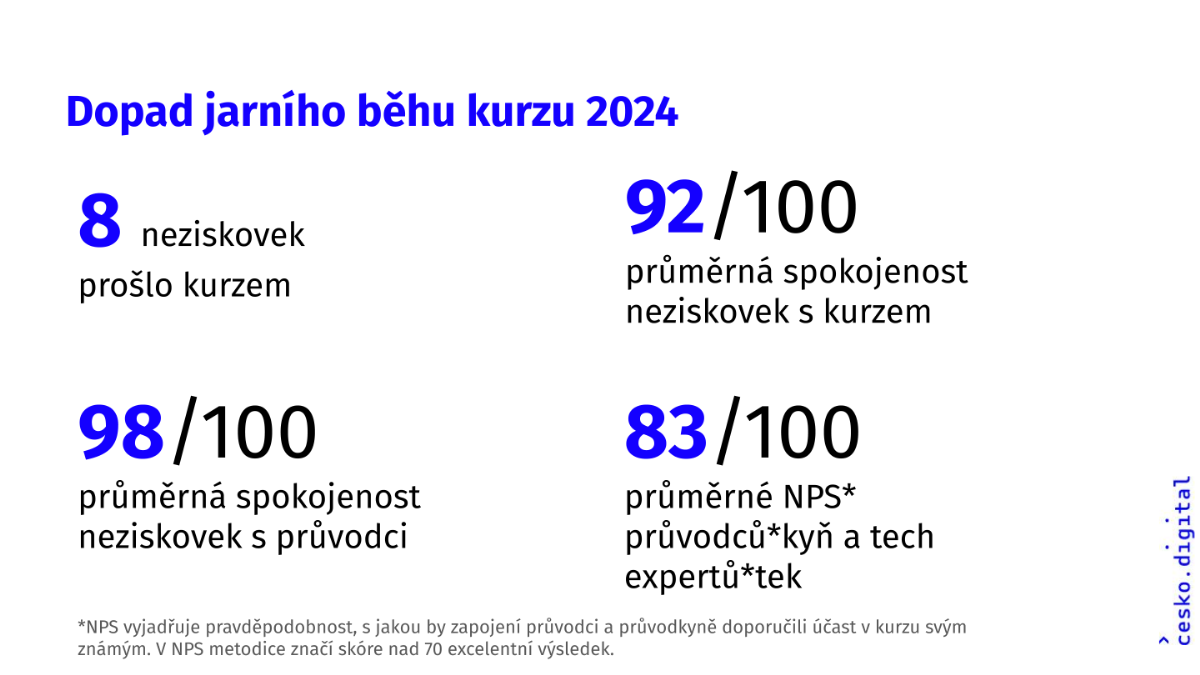 Dopad jarního běhu kurzu 2024
8 neziskovek
prošlo kurzem
92/100
průměrná spokojenost
neziskovek s kurzem
98/100
průměrná spokojenost
neziskovek s průvodci
83/100
průměrné NPS*
průvodců*kyň a tech
expertů*tek
*NPS vyjadřuje pravděpodobnost, s jakou by zapojení průvodci a průvodkyně doporučili účast v kurzu svým
známým. V NPS metodice značí skóre nad 70 excelentní výsledek.
česko.digital